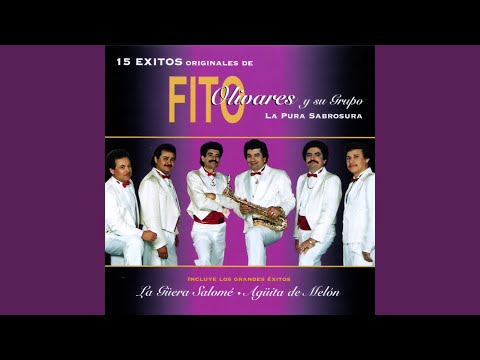 15 EXITOS ORIGINALES DE
FITO Olivares y su Grupo
LA PURA SABROSURA
INCLUYE LOS GRANDES ÉXITOS
La Güera Salomé • Agüita de Melón